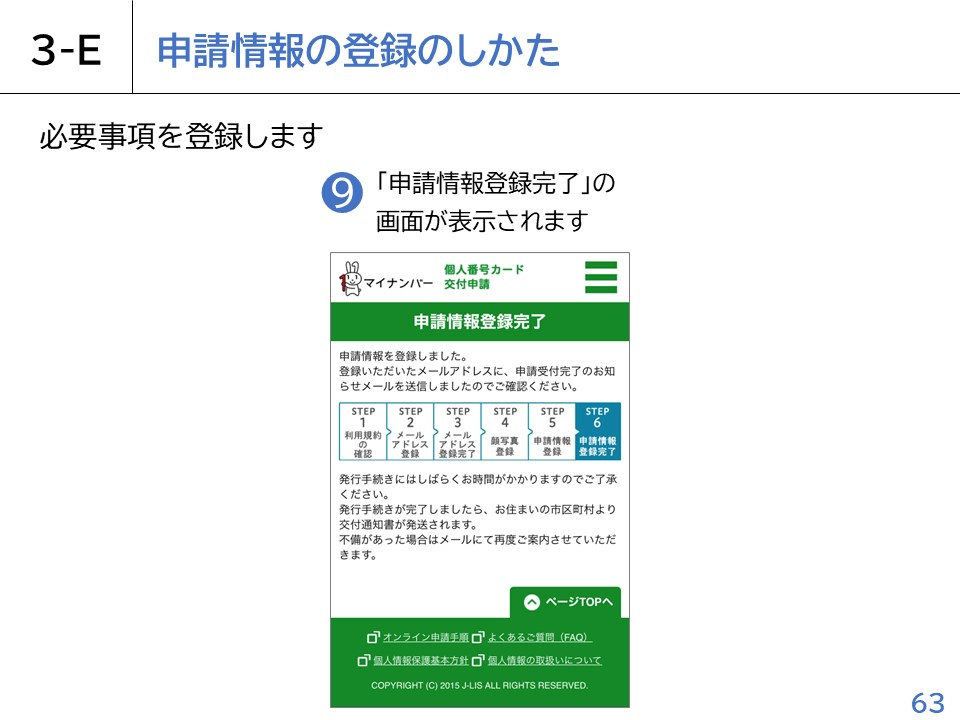 3-E
申請情報の登録のしかた
必要事項を登録します
❾
「申請情報登録完了」の
画面が表示されます
マイナンバー
個人番号カード
交付申請
申請情報登録完了
申請情報を登録しました。
登録いただいたメールアドレスに、申請受付完了のお知
らせメールを送信しましたのでご確認ください。
STEP
1
利用規約
の
確認
STEP
2
メール
アドレス
登録
STEP
3
メール
アドレス
登録完了
STEP
4
顔写真
登録
STEP
5
申請情報
登録
STEP
6
申請情報
登録完了
発行手続きにはしばらくお時間がかかりますのでご了承
ください。
発行手続きが完了しましたら、お住まいの市区町村より
交付通知書が発送されます。
不備があった場合はメールにて再度ご案内させていただ
きます。
ページTOPへ
オンライン申請手順 よくあるご質問（FAQ）
個人情報保護基本方針 個人情報の取扱いについて
COPYRIGHT (C) 2015 J-LIS ALL RIGHTS RESERVED.
63